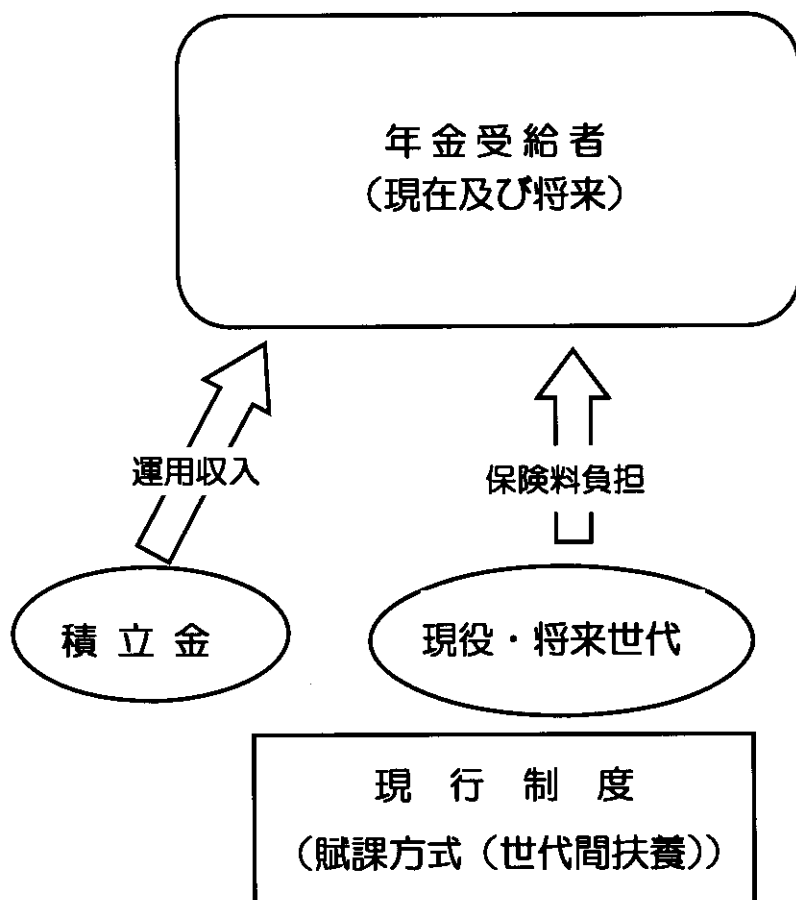 年金受給者
（現在及び将来）
運用収入
保険料負担
積立金
現役・将来世代
現行制度
（賦課方式（世代間扶養））